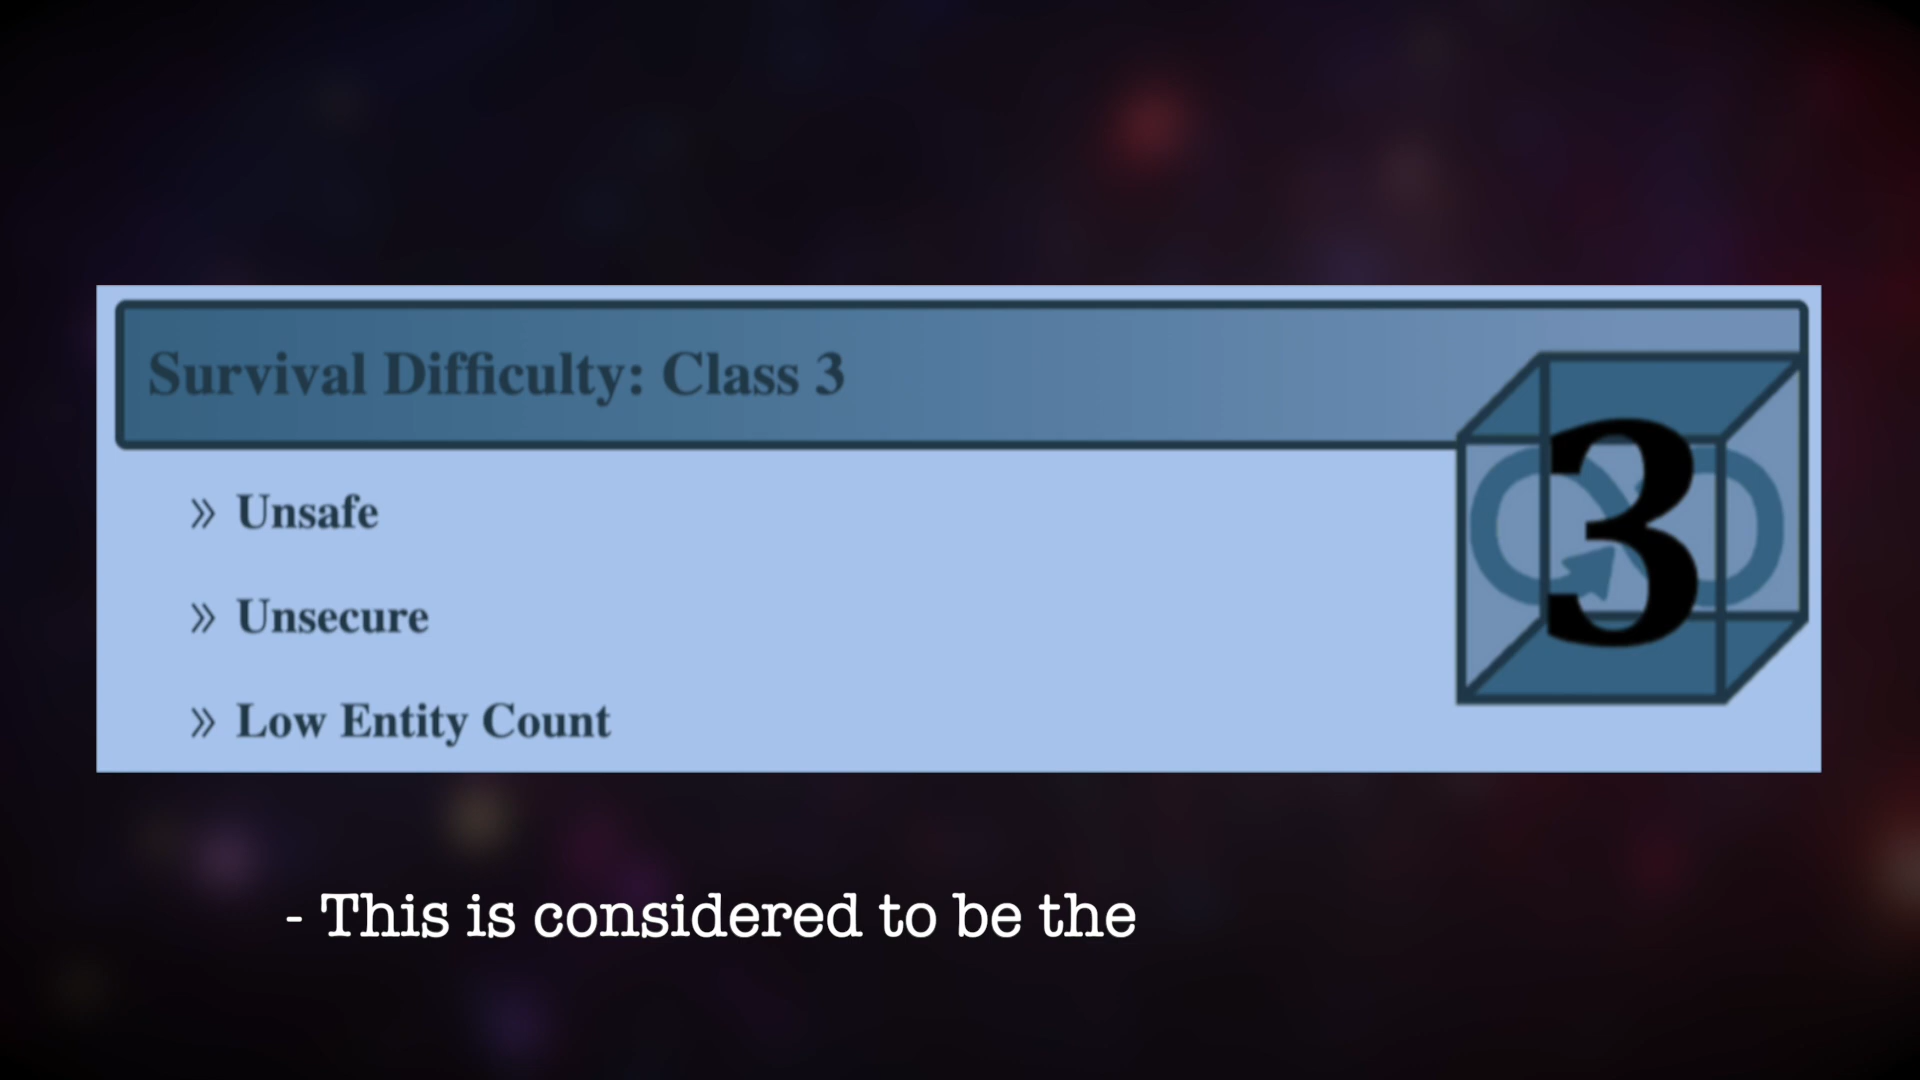 Survival Difficulty: Class 3
3
» Unsafe
» Unsecure
» Low Entity Count
- This is considered to be the